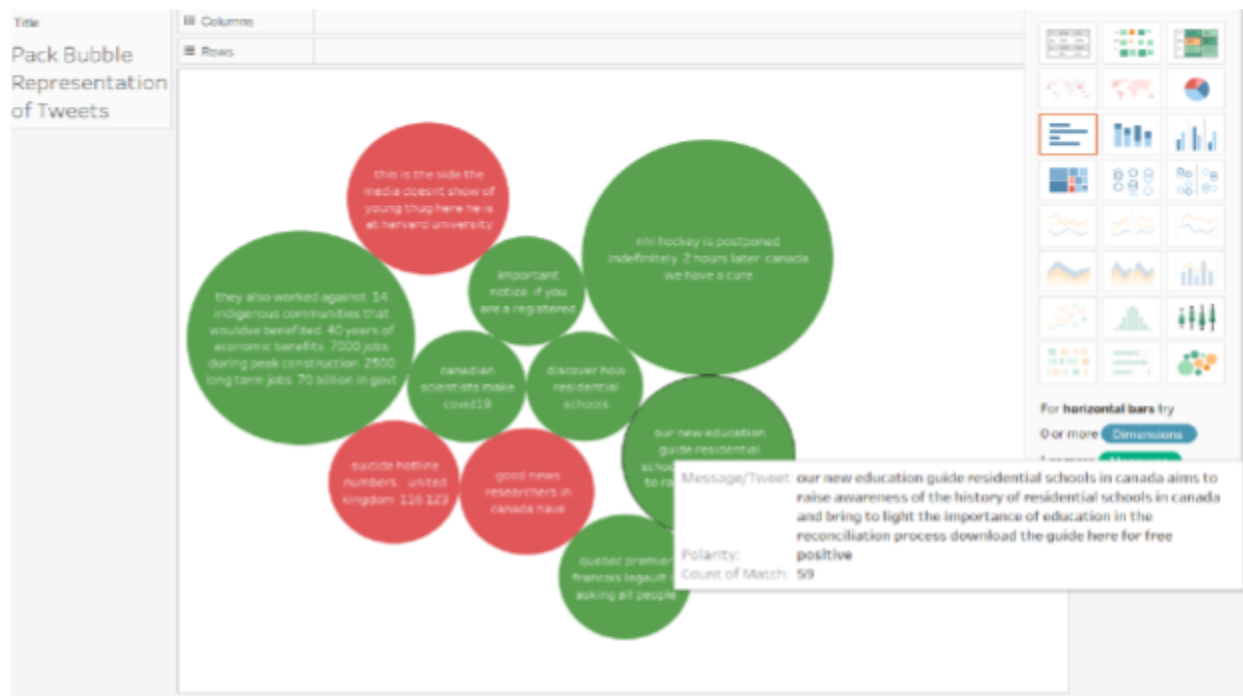 Title
Pack Bubble
Representation
of Tweets
Columns
Rows
this is the side the
media doesnt show of
young thug here he is
at harvard university
nhl hockey is postponed
indefinitely 2 hours later canada
we have a cure
important
notice if you
are a registered
they also worked against 14
indigenous communities that
wouldve benefited 40 years of
economic benefits 7000 jobs
during peak construction 2500
long term jobs 70 billion in govt
canadian
scientists make
covid19
discover how
residential
schools
our new education
guide residential
suicide hotline
numbers united
kingdom 116 123
good news
researchers in
canada have
quebec premier
francois legault
asking all people
Message/Tweet: our new education guide residential schools in canada aims to
raise awareness of the history of residential schools in canada
and bring to light the importance of education in the
reconciliation process download the guide here for free
Polarity: positive
Count of Match: 59
For horizontal bars try
0 or more Dimensions